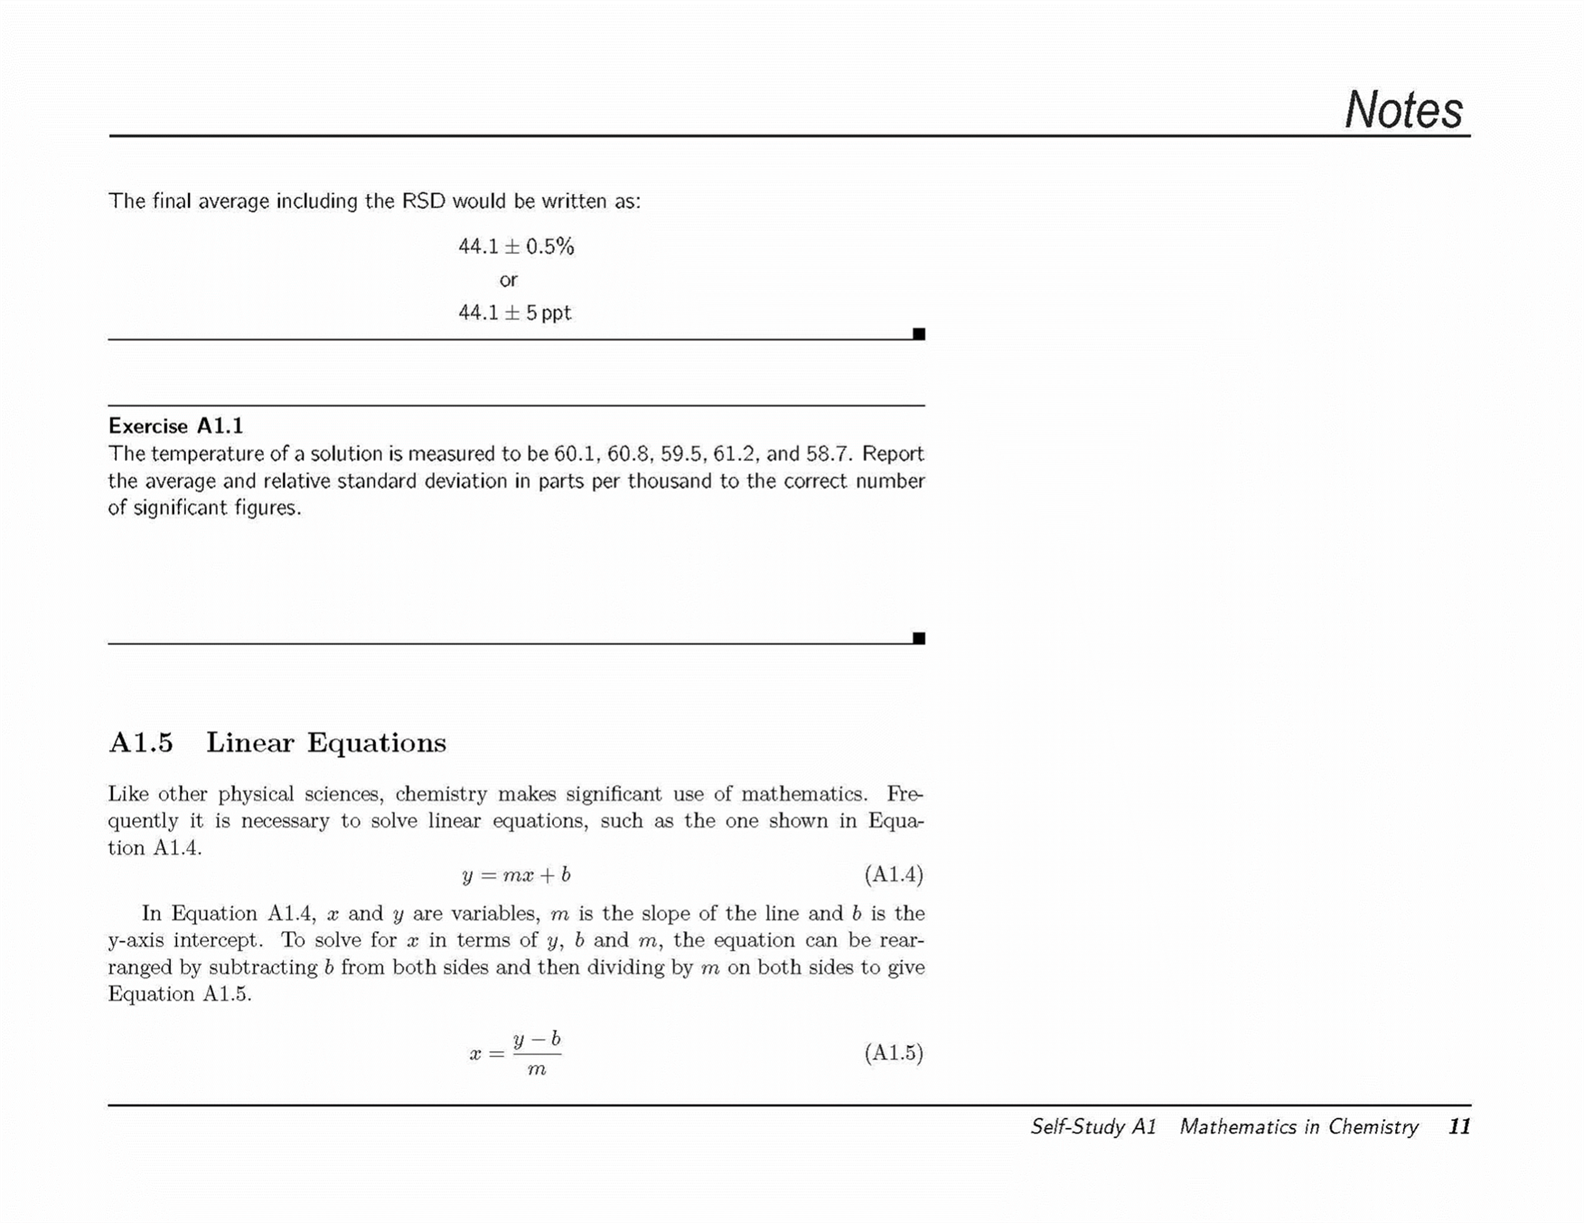 Notes
The final average including the RSD would be written as:
44.1 ± 0.5%
or
44.1 ± 5 ppt
Exercise A1.1
The temperature of a solution is measured to be 60.1, 60.8, 59.5, 61.2, and 58.7. Report
the average and relative standard deviation in parts per thousand to the correct number
of significant figures.
A1.5 Linear Equations
Like other physical sciences, chemistry makes significant use of mathematics. Fre-
quently it is necessary to solve linear equations, such as the one shown in Equa-
tion A1.4.
y = mx + b (A1.4)
In Equation A1.4, x and y are variables, m is the slope of the line and b is the
y-axis intercept. To solve for x in terms of y, b and m, the equation can be rear-
ranged by subtracting b from both sides and then dividing by m on both sides to give
Equation A1.5.
x = \frac{y − b}{m} (A1.5)
Self-Study A1 Mathematics in Chemistry 11